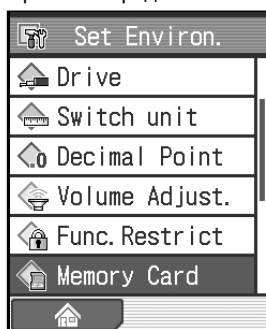 Set Environ.
Drive
Switch unit
Decimal Point
Volume Adjust.
Func.Restrict
Memory Card